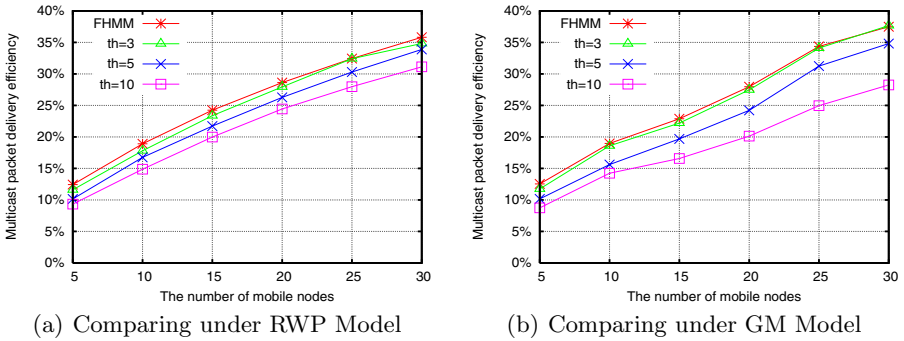 40%
35%
30%
25%
20%
15%
10%
5%
0%
Multicast packet delivery efficiency
FHMM
th=3
th=5
th=10
5 10 15 20 25 30
The number of mobile nodes
(a) Comparing under RWP Model
40%
35%
30%
25%
20%
15%
10%
5%
0%
Multicast packet delivery efficiency
FHMM
th=3
th=5
th=10
5 10 15 20 25 30
The number of mobile nodes
(b) Comparing under GM Model